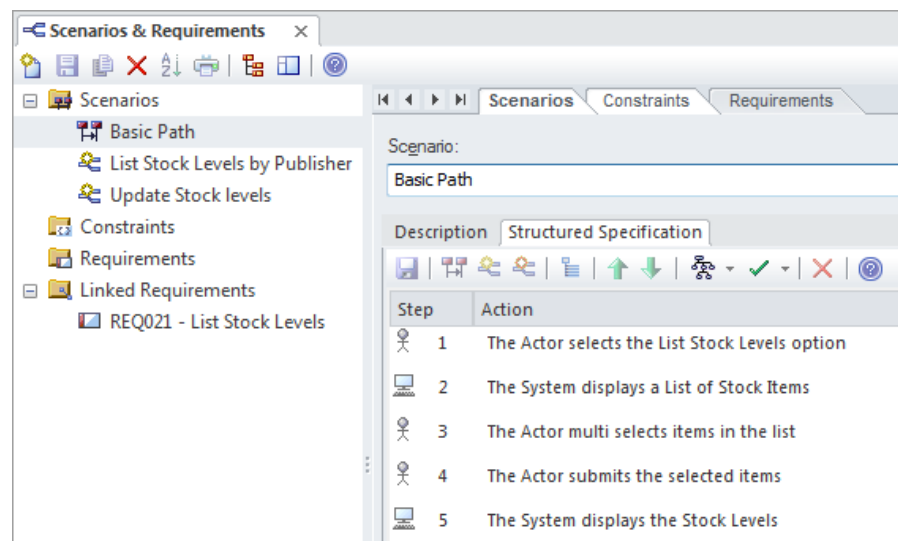 Scenarios & Requirements
Scenarios
Basic Path
List Stock Levels by Publisher
Update Stock levels
Constraints
Requirements
Linked Requirements
REQ021 - List Stock Levels
Scenarios Constraints Requirements
Scenario:
Basic Path
Description Structured Specification
Step Action
1 The Actor selects the List Stock Levels option
2 The System displays a List of Stock Items
3 The Actor multi selects items in the list
4 The Actor submits the selected items
5 The System displays the Stock Levels